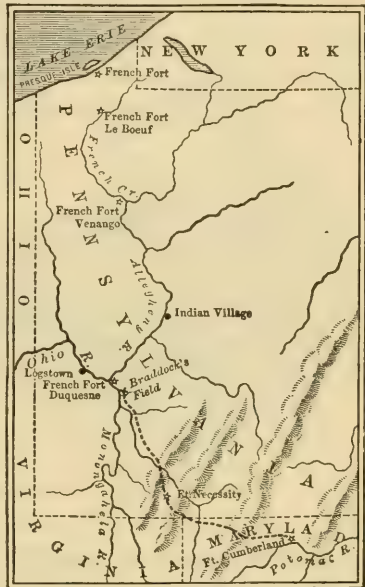 LAKE ERIE
NEW YORK
PRESQUE ISLE
French Fort
French Fort
Le Boeuf
French Cr.
French Fort
Venango
OHIO
PENNSYLVANIA
Allegheny R.
Indian Village
Ohio R.
Logstown
French Fort
Duquesne
Braddock's
Field
Monongahela R.
Ft. Necessity
MARYLAD
Ft. Cumberland
Potomac R.
VIRGINIA